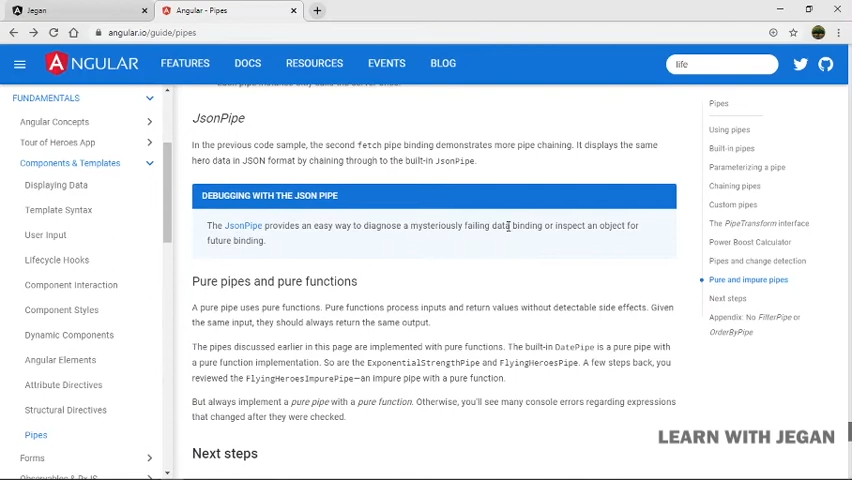 Jegan
Angular - Pipes
angular.io/guide/pipes
ANGULAR
FEATURES
DOCS
RESOURCES
EVENTS
BLOG
life
FUNDAMENTALS
Angular Concepts
Tour of Heroes App
Components & Templates
Displaying Data
Template Syntax
User Input
Lifecycle Hooks
Component Interaction
Component Styles
Dynamic Components
Angular Elements
Attribute Directives
Structural Directives
Pipes
Forms
JsonPipe
In the previous code sample, the second fetch pipe binding demonstrates more pipe chaining. It displays the same
hero data in JSON format by chaining through to the built-in JsonPipe.
DEBUGGING WITH THE JSON PIPE
The JsonPipe provides an easy way to diagnose a mysteriously failing data binding or inspect an object for
future binding.
Pure pipes and pure functions
A pure pipe uses pure functions. Pure functions process inputs and return values without detectable side effects. Given
the same input, they should always return the same output.
The pipes discussed earlier in this page are implemented with pure functions. The built-in DatePipe is a pure pipe with
a pure function implementation. So are the ExponentialStrengthPipe and FlyingHeroesPipe. A few steps back, you
reviewed the FlyingHeroesImpurePipe—an impure pipe with a pure function.
But always implement a pure pipe with a pure function. Otherwise, you'll see many console errors regarding expressions
that changed after they were checked.
Next steps
Pipes
Using pipes
Built-in pipes
Parameterizing a pipe
Chaining pipes
Custom pipes
The PipeTransform interface
Power Boost Calculator
Pipes and change detection
Pure and impure pipes
Next steps
Appendix: No FilterPipe or
OrderByPipe
LEARN WITH JEGAN